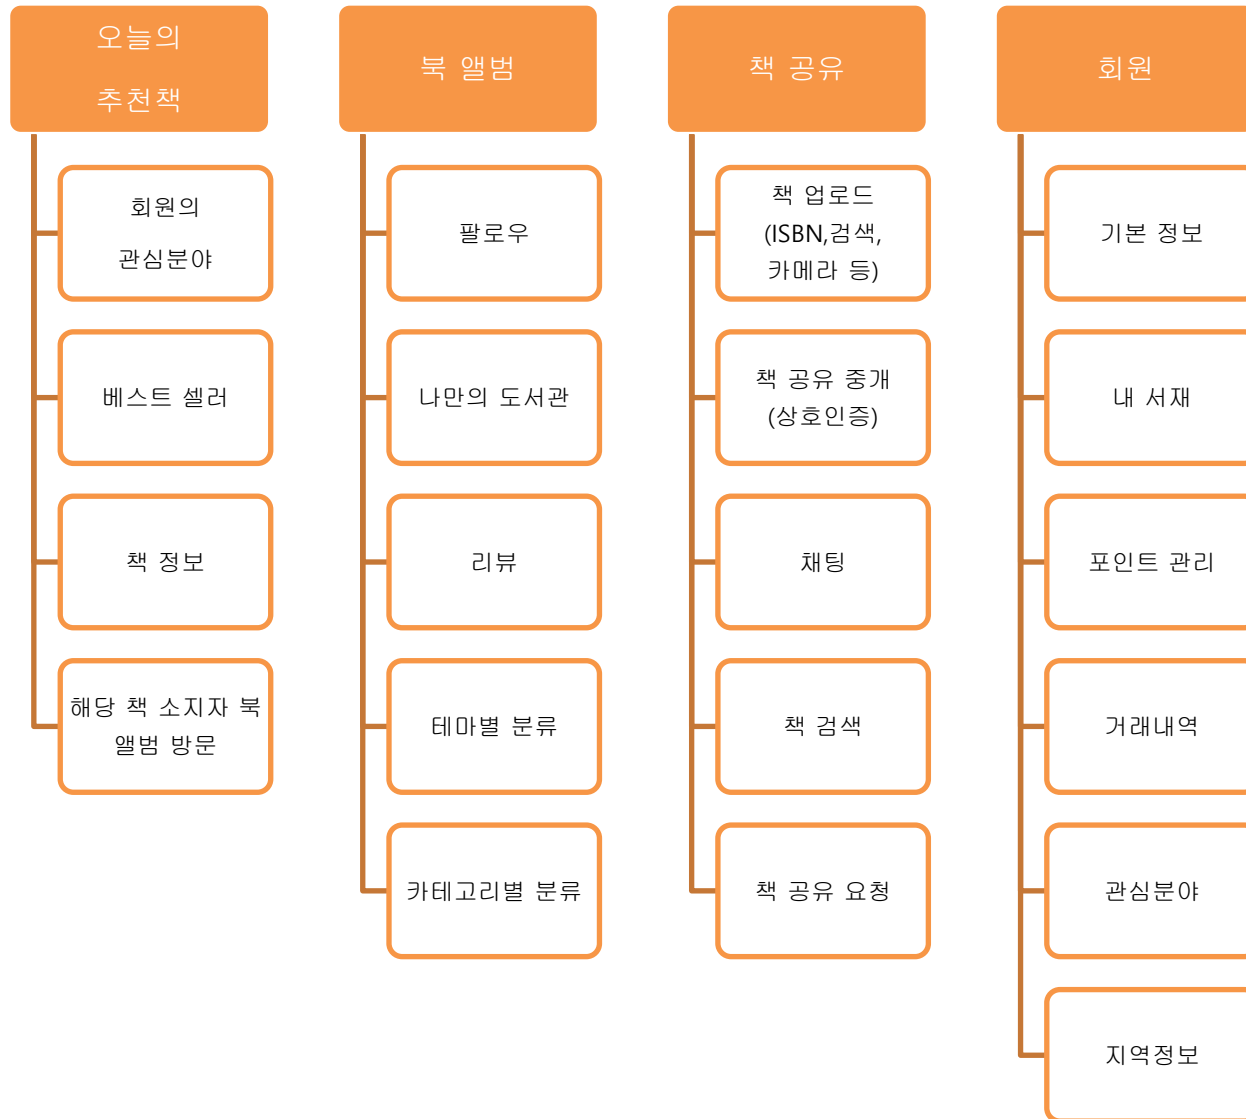 오늘의
추천책
회원의
관심분야
베스트 셀러
책 정보
해당 책 소지자 북
앨범 방문
북 앨범
팔로우
나만의 도서관
리뷰
테마별 분류
카테고리별 분류
책 공유
책 업로드
(ISBN,검색,
카메라 등)
책 공유 중개
(상호인증)
채팅
책 검색
책 공유 요청
회원
기본 정보
내 서재
포인트 관리
거래내역
관심분야
지역정보